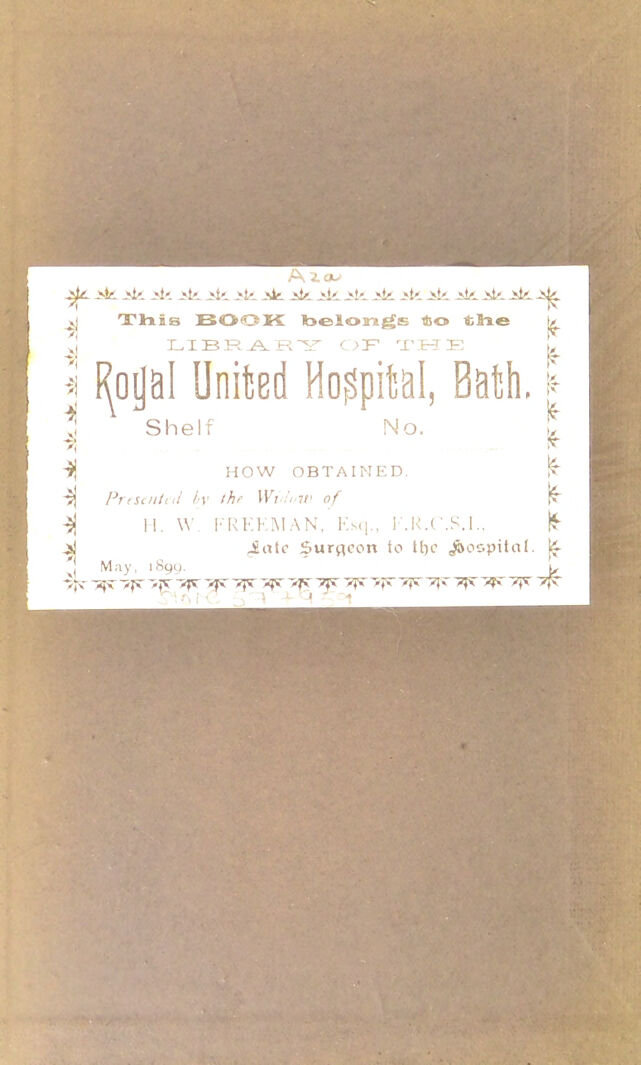 A2a
This BOOK belongs to the
LIBRARY OF THE
Royal United Hospital, Bath.
Shelf No.
HOW OBTAINED.
Presented by the Widow of
H. W. FREEMAN, Esq., F.R.C.S.I.,
Late Surgeon to the Hospital.
May, 1899.